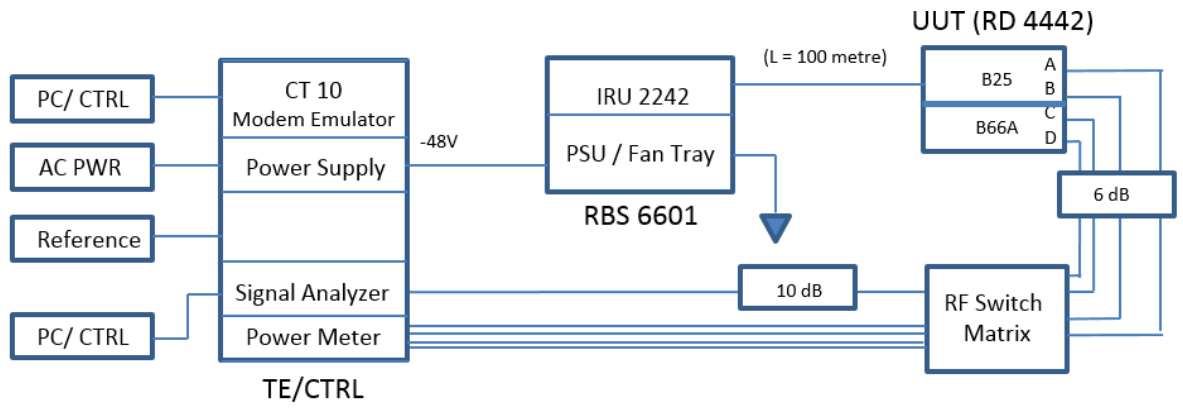 UUT (RD 4442)
(L = 100 metre)
PC/ CTRL
CT 10
Modem Emulator
IRU 2242
B25
A
B
B66A
C
D
AC PWR
Power Supply
-48V
PSU / Fan Tray
6 dB
RBS 6601
Reference
Signal Analyzer
10 dB
RF Switch
Matrix
PC/ CTRL
Power Meter
TE/CTRL